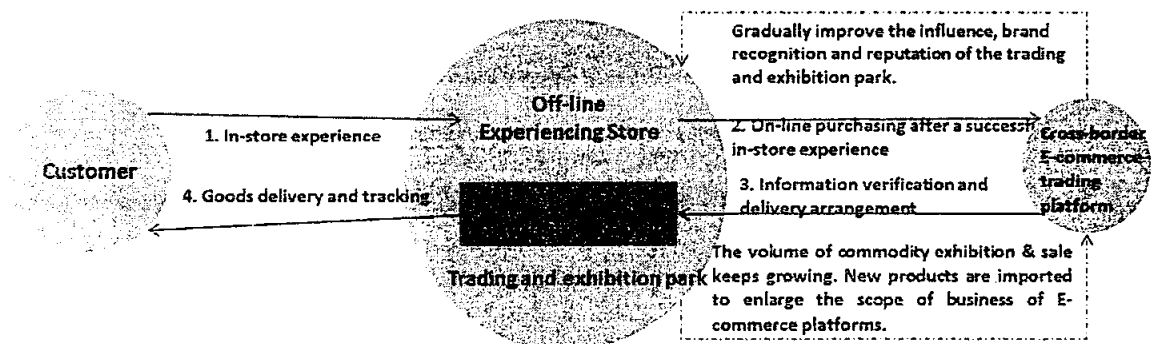 Gradually improve the influence, brand
recognition and reputation of the trading
and exhibition park.
Off-line
Experiencing Store
1. In-store experience
2. On-line purchasing after a successf
in-store experience
Cross-border
E-commerce
trading
platform
Customer
3. Information verification and
delivery arrangement
4. Goods delivery and tracking
Trading and exhibition park
The volume of commodity exhibition & sale
keeps growing. New products are imported
to enlarge the scope of business of E-
commerce platforms.